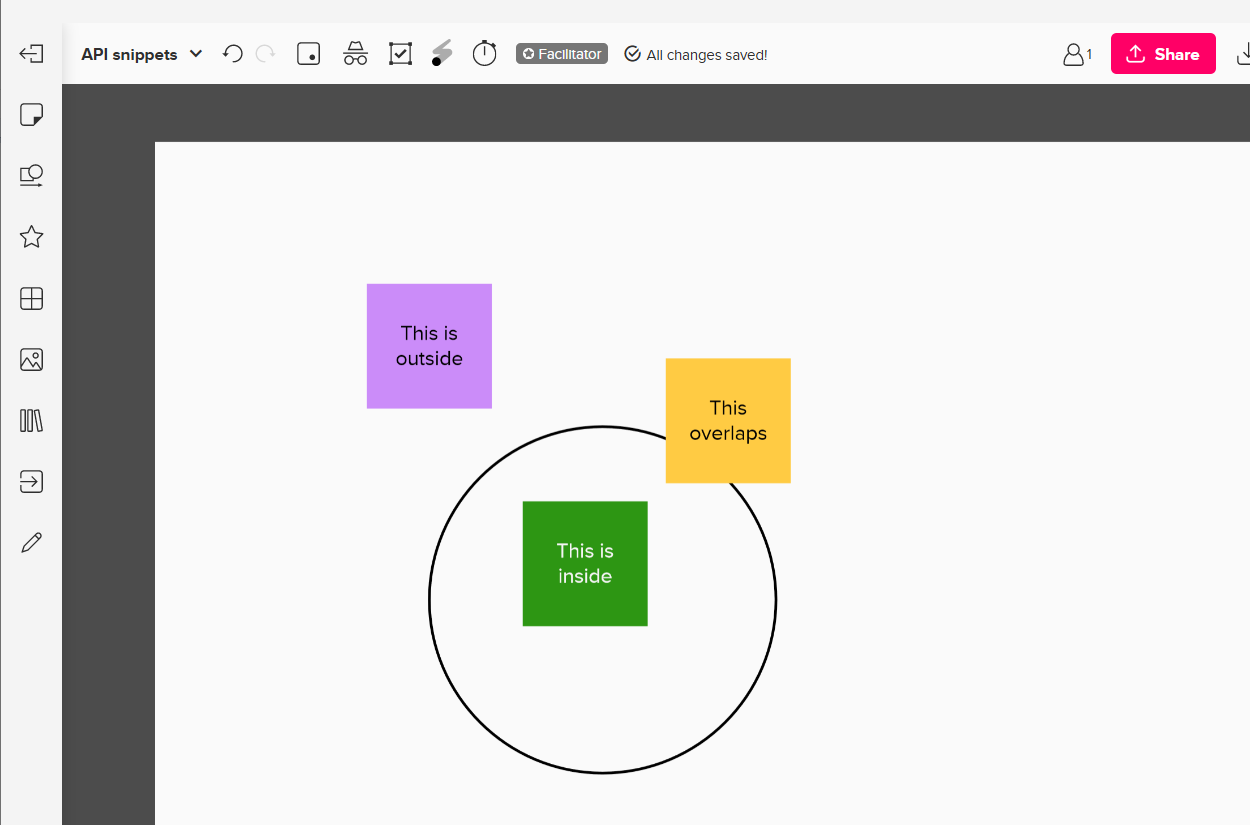 API snippets
Facilitator
All changes saved!
1
Share
This is
outside
This
overlaps
This is
inside